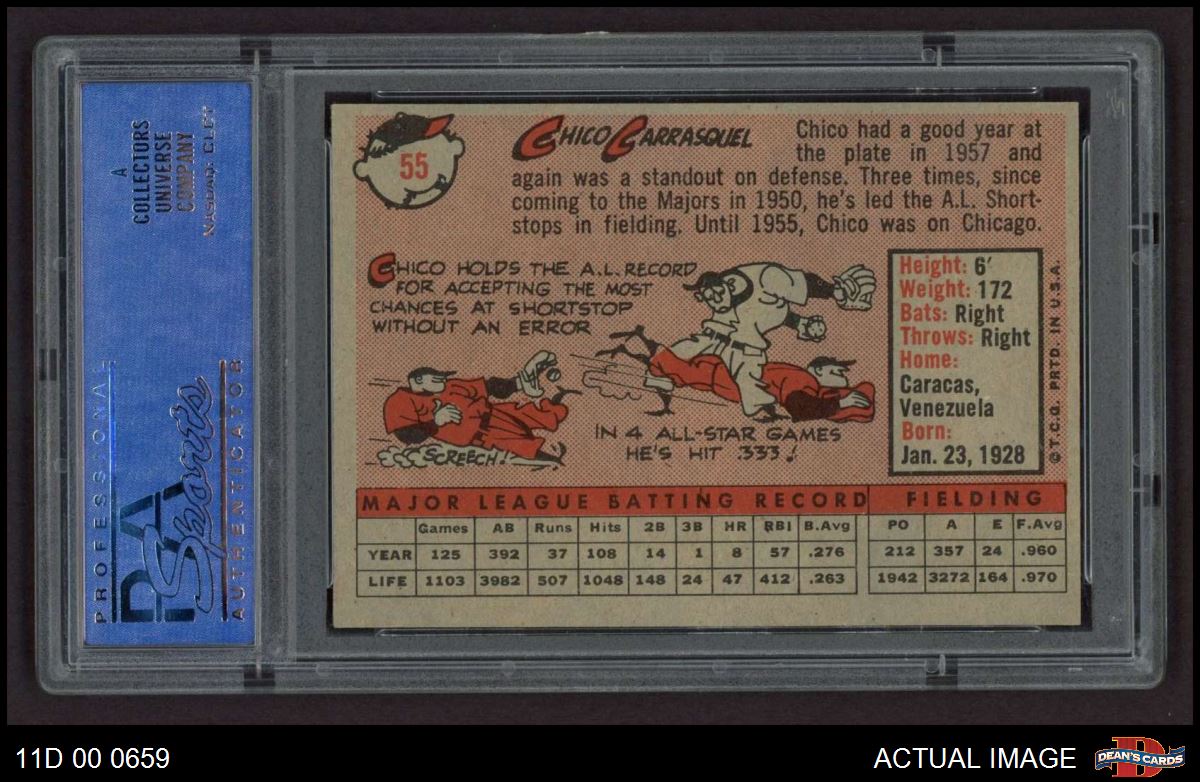 A
COLLECTORS
UNIVERSE
COMPANY
NASDAQ: CLCT
PROFESSIONAL
PSA
Sports
AUTHENTICATOR
55
CHICO CARRASQUEL
Chico had a good year at
the plate in 1957 and
again was a standout on defense. Three times, since
coming to the Majors in 1950, he's led the A.L. Short-
stops in fielding. Until 1955, Chico was on Chicago.
CHICO HOLDS THE A.L. RECORD
FOR ACCEPTING THE MOST
CHANCES AT SHORTSTOP
WITHOUT AN ERROR
SCREECH!
IN 4 ALL-STAR GAMES
HE'S HIT .333!
Height: 6'
Weight: 172
Bats: Right
Throws: Right
Home:
Caracas,
Venezuela
Born:
Jan. 23, 1928
© T.C.G. PRTD. IN U.S.A.
MAJOR LEAGUE BATTING RECORD FIELDING
Games AB Runs Hits 2B 3B HR RBI B.Avg PO A E F.Avg
YEAR 125 392 37 108 14 1 8 57 .276 212 357 24 .960
LIFE 1103 3982 507 1048 148 24 47 412 .263 1942 3272 164 .970
11D 00 0659
ACTUAL IMAGE
DEAN'S CARDS